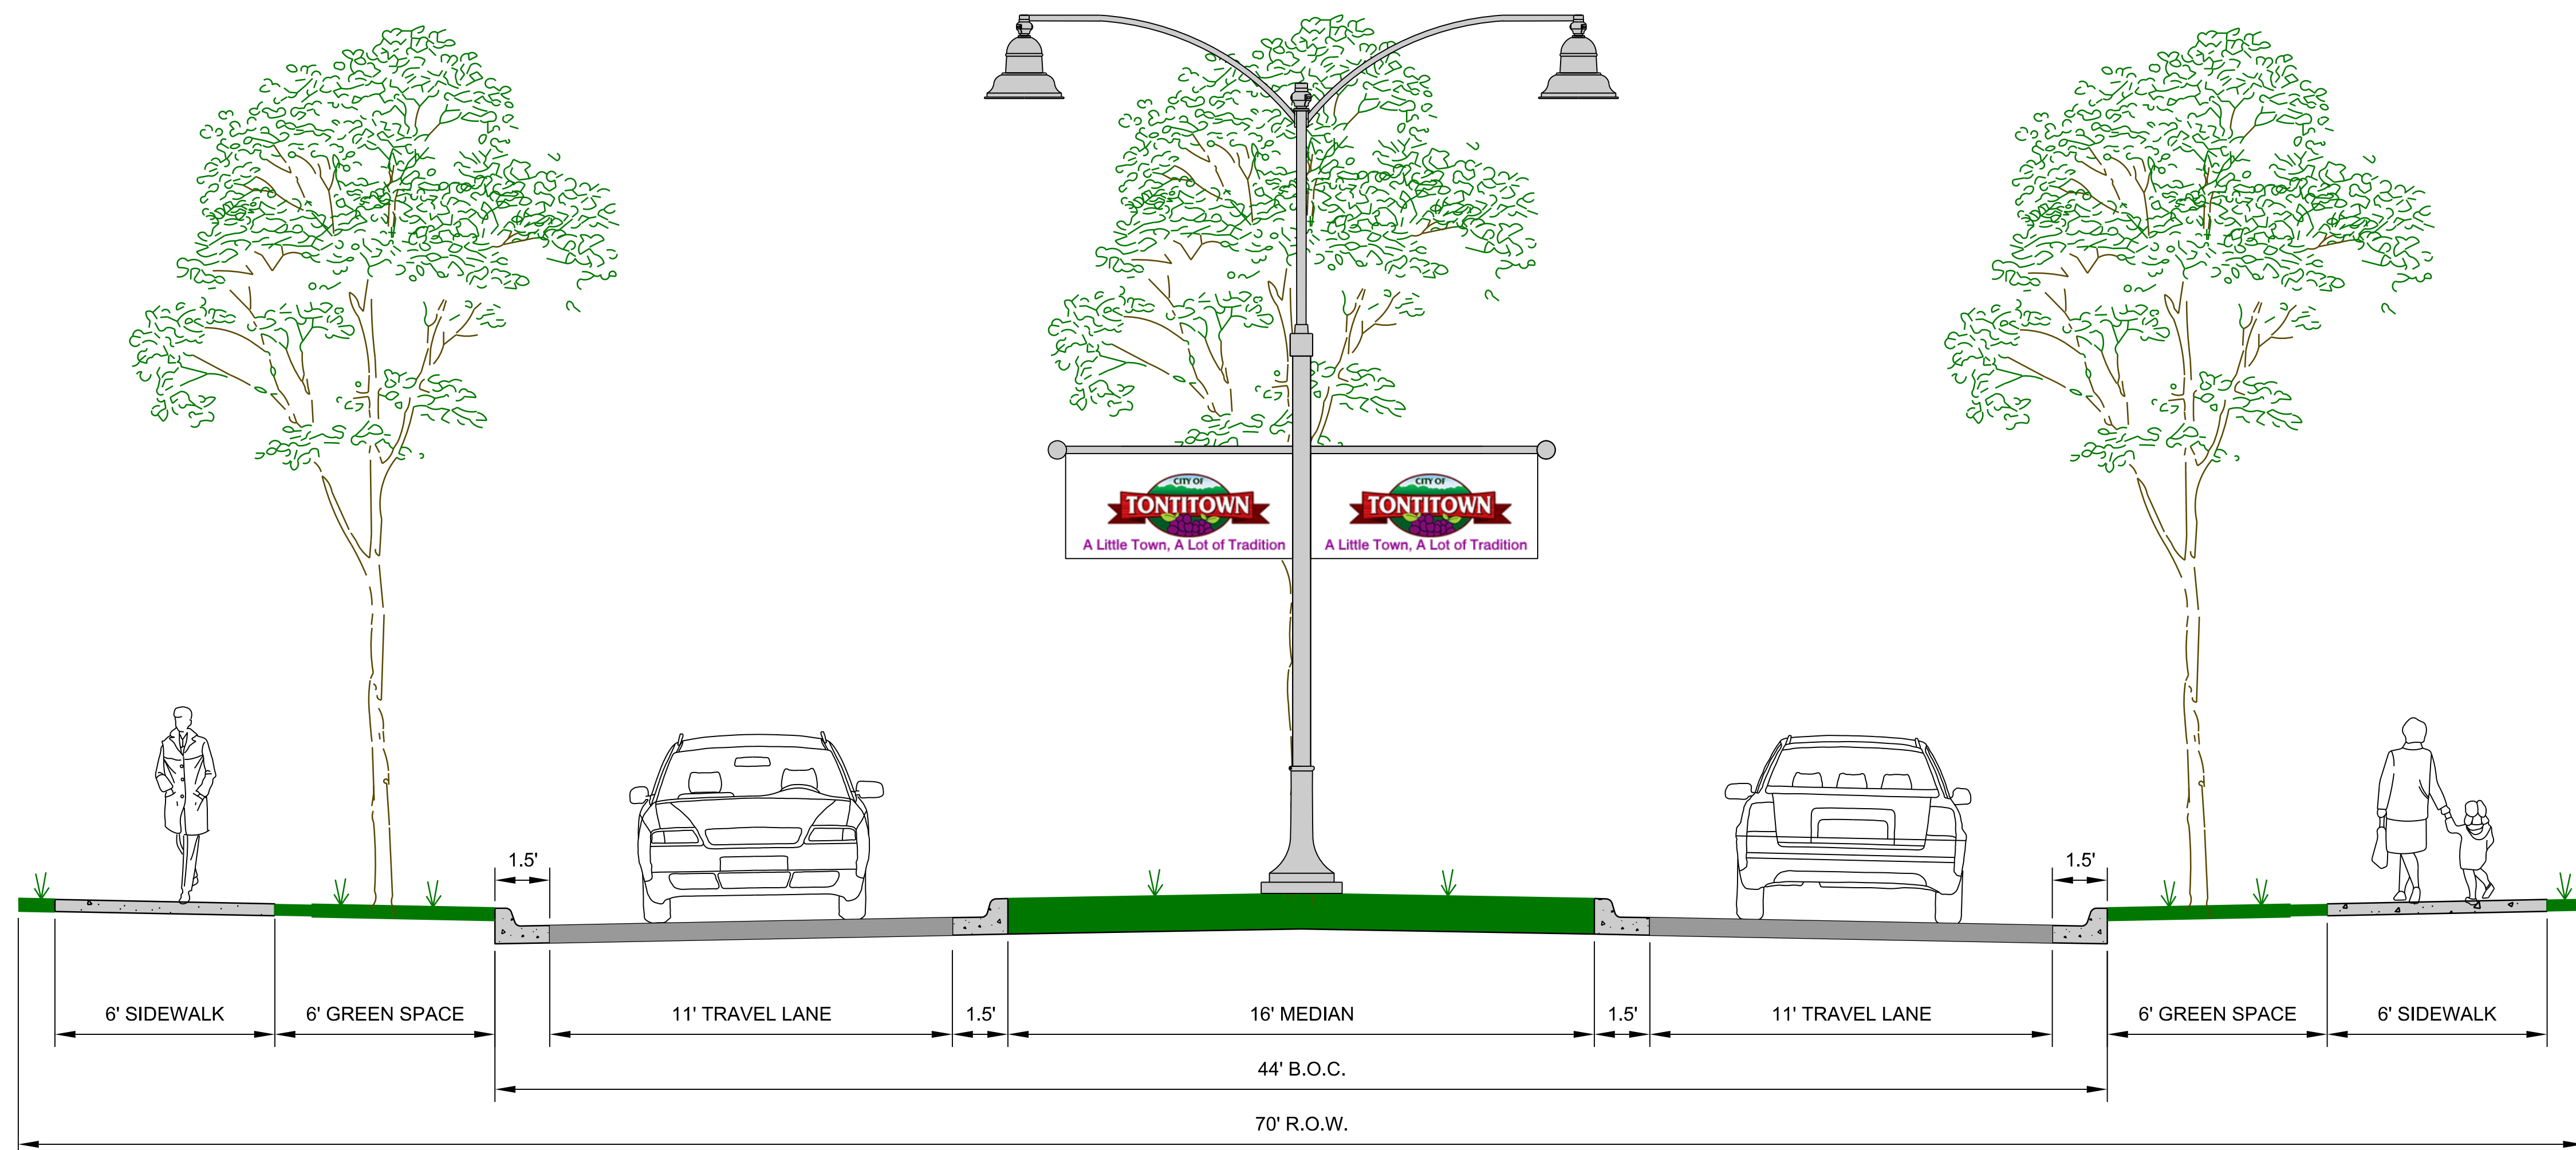 CITY OF
TONTITOWN
A Little Town, A Lot of Tradition
CITY OF
TONTITOWN
A Little Town, A Lot of Tradition
1.5'
1.5'
6' SIDEWALK
6' GREEN SPACE
11' TRAVEL LANE
1.5'
16' MEDIAN
1.5'
11' TRAVEL LANE
6' GREEN SPACE
6' SIDEWALK
44' B.O.C.
70' R.O.W.